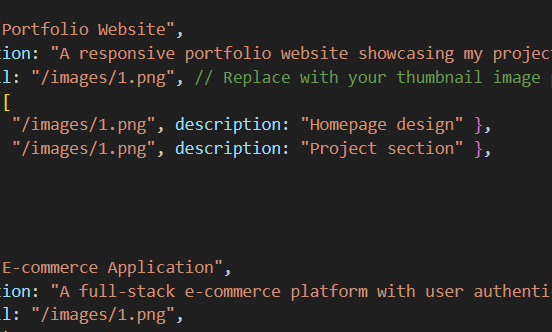 Portfolio Website",
tion: "A responsive portfolio website showcasing my project
l: "/images/1.png", // Replace with your thumbnail image
[
"/images/1.png", description: "Homepage design" },
"/images/1.png", description: "Project section" },
E-commerce Application",
tion: "A full-stack e-commerce platform with user authenti
l: "/images/1.png",